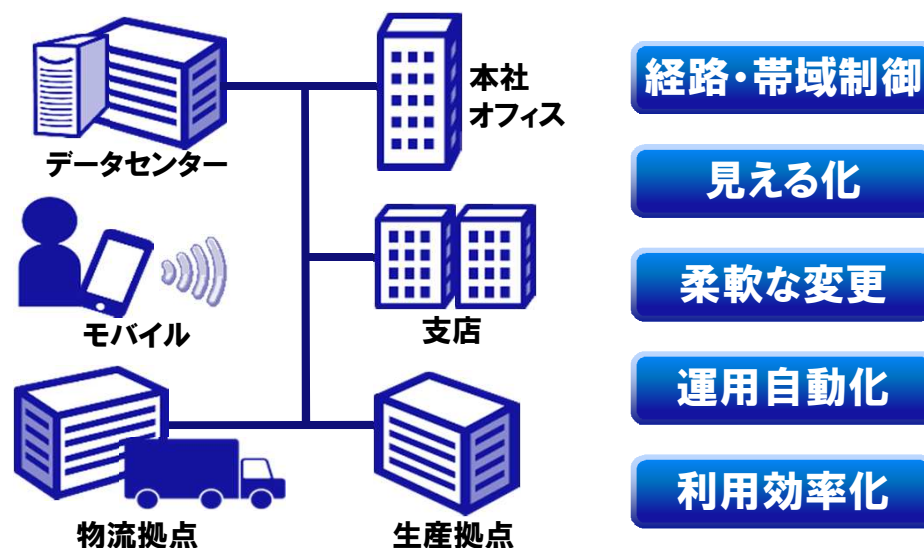 データセンター
本社
オフィス
モバイル
支店
物流拠点
生産拠点
経路・帯域制御
見える化
柔軟な変更
運用自動化
利用効率化